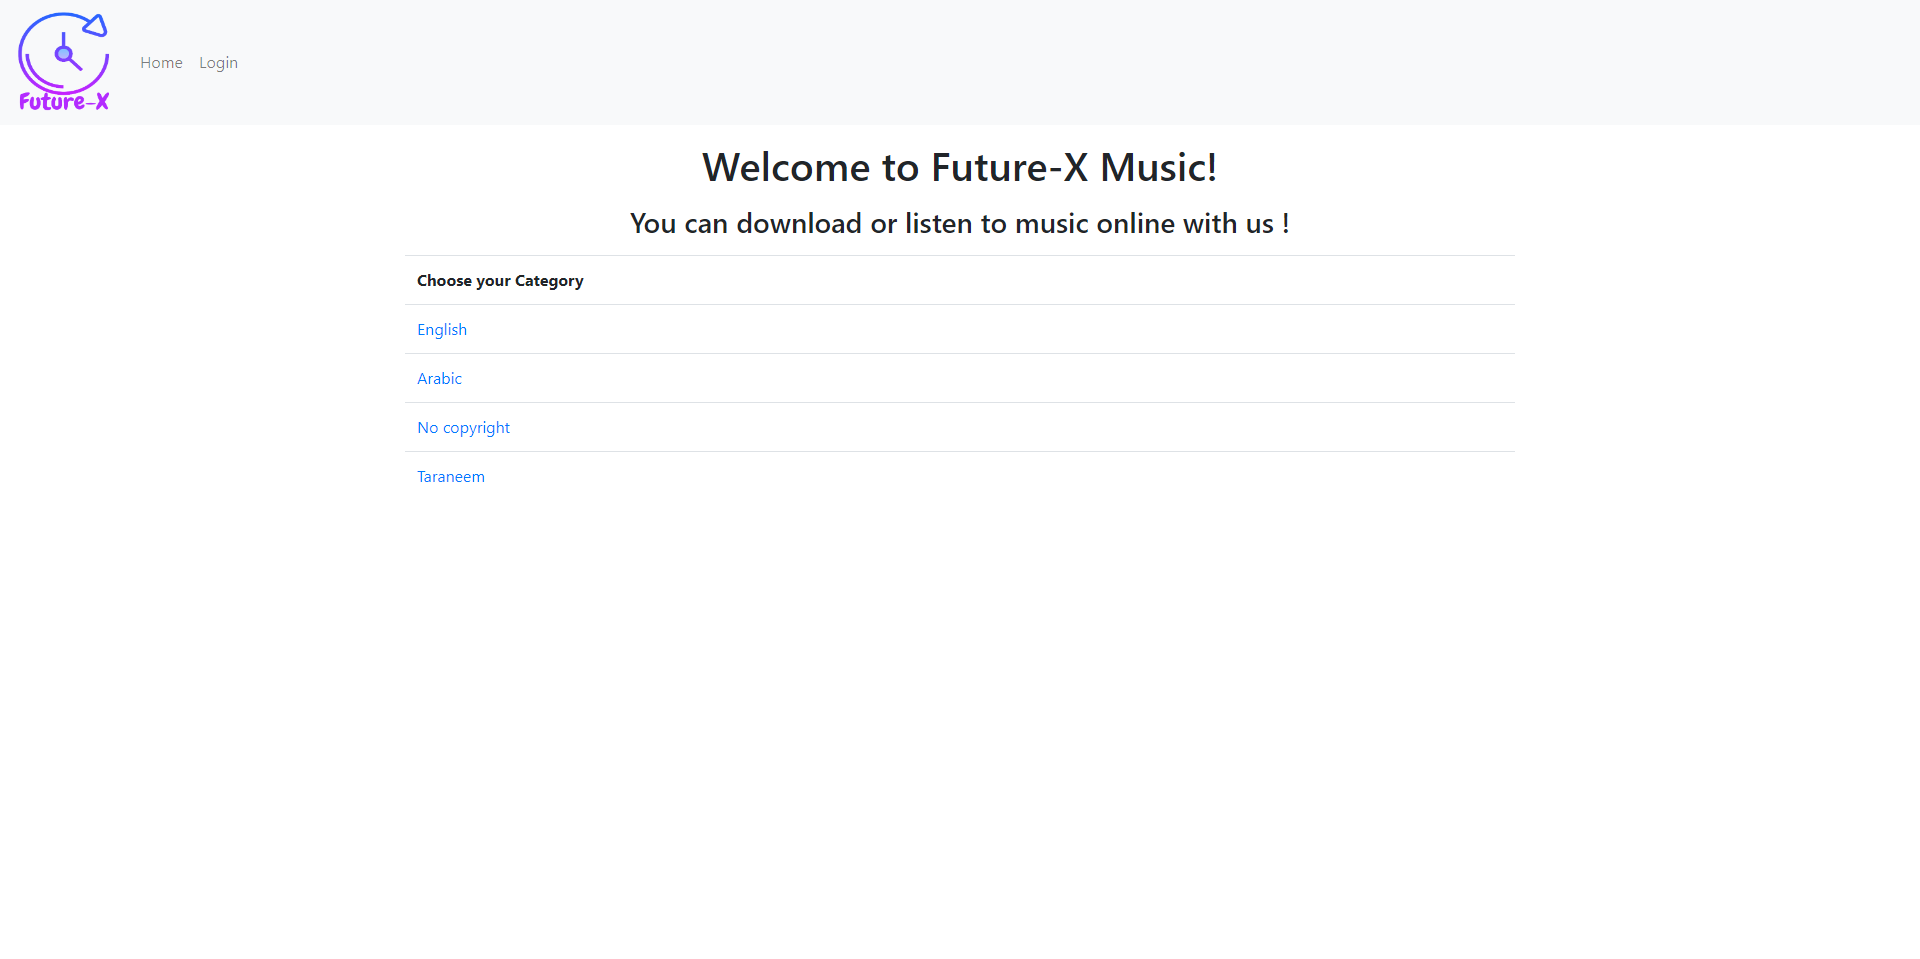 Future-X
Home Login
Welcome to Future-X Music!
You can download or listen to music online with us !
Choose your Category
English
Arabic
No copyright
Taraneem